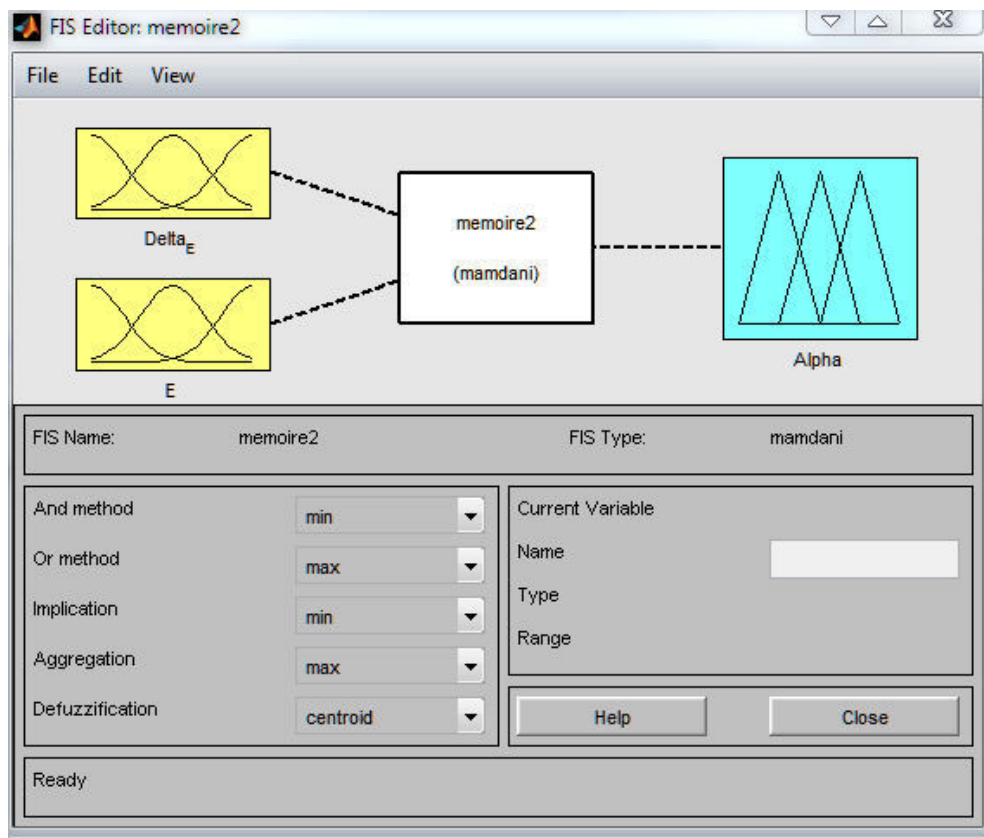 FIS Editor: memoire2
File Edit View
Delta_E
E
memoire2
(mamdani)
Alpha
FIS Name: memoire2 FIS Type: mamdani
And method min
Or method max
Implication min
Aggregation max
Defuzzification centroid
Current Variable
Name
Type
Range
Help Close
Ready